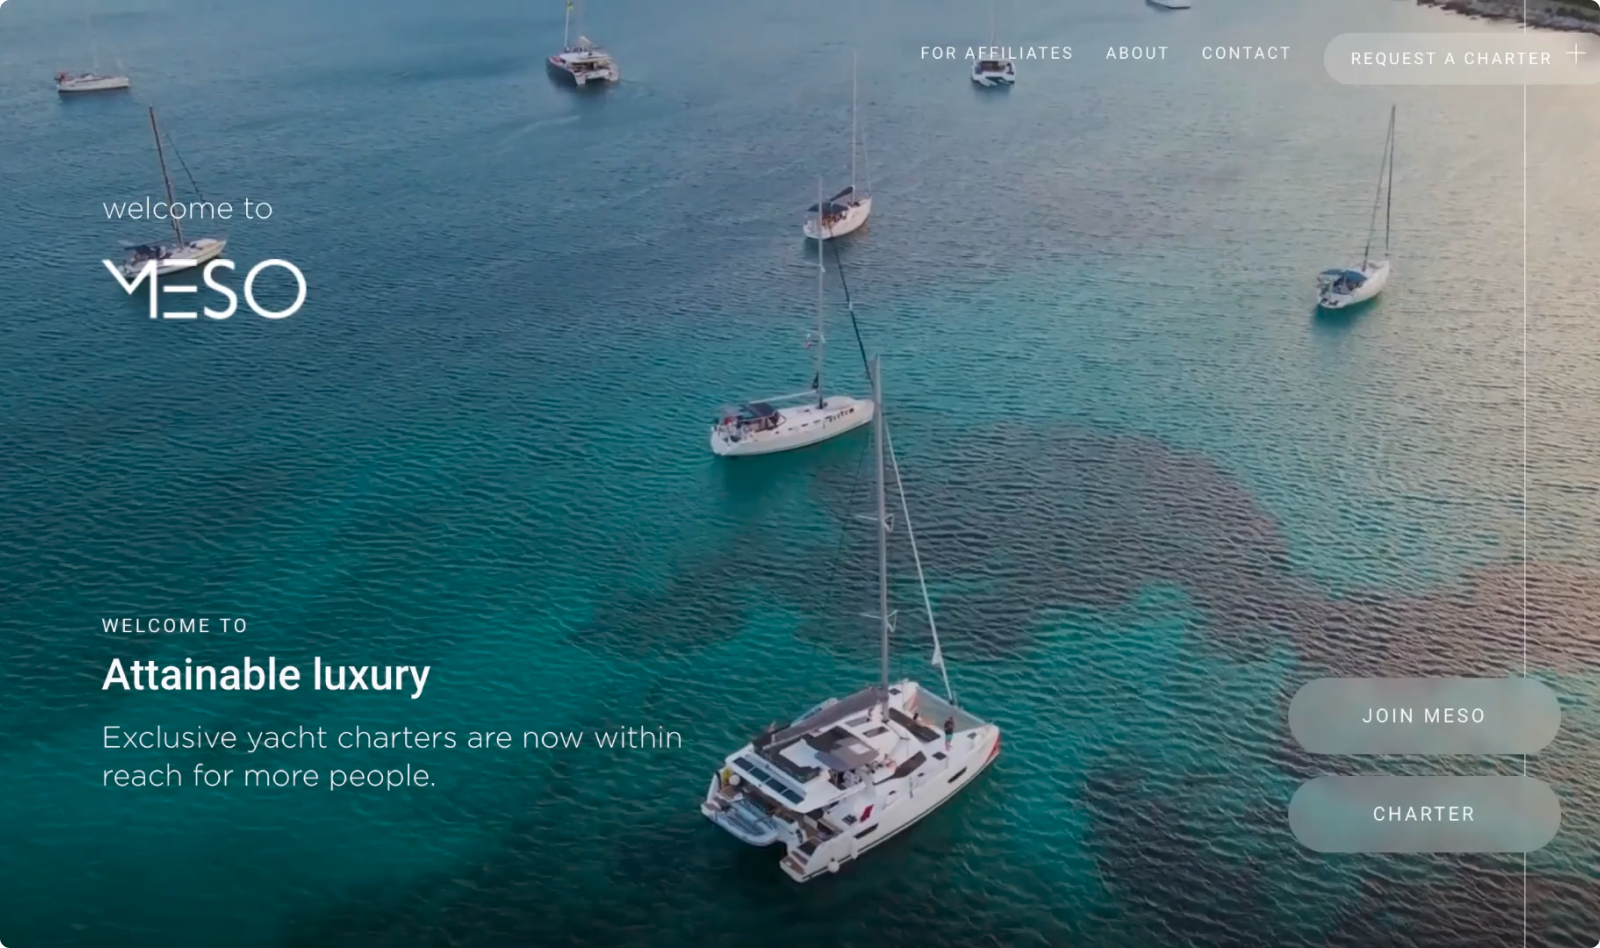 FOR AFFILIATES
ABOUT
CONTACT
REQUEST A CHARTER +
welcome to
MESO
WELCOME TO
Attainable luxury
Exclusive yacht charters are now within
reach for more people.
JOIN MESO
CHARTER